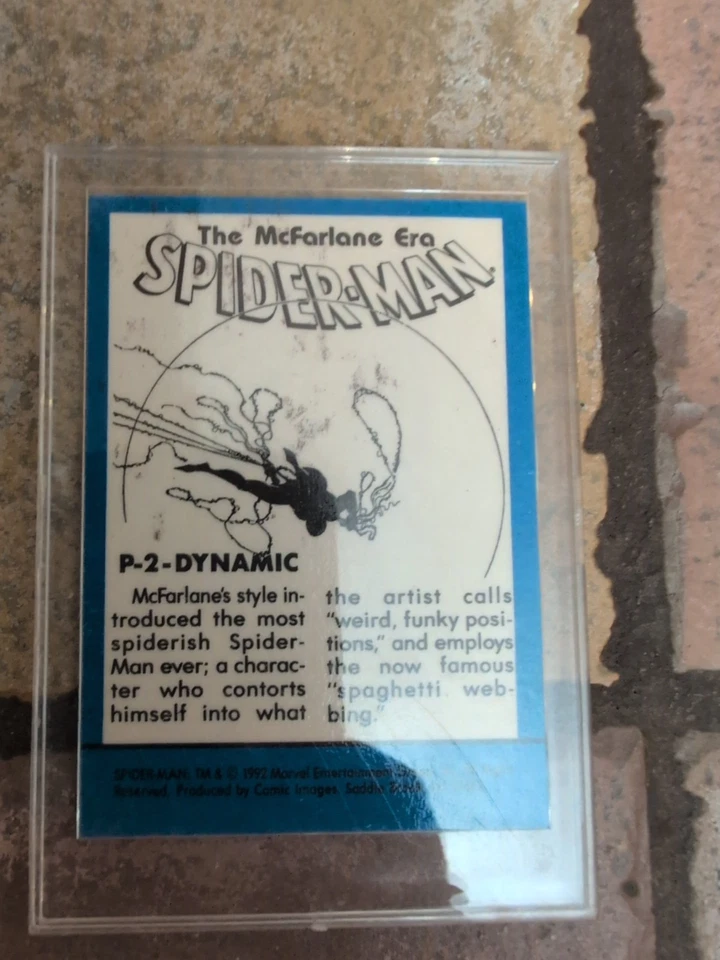 The McFarlane Era
SPIDER-MAN
P-2-DYNAMIC
McFarlane's style in-
troduced the most
spiderish Spider-
Man ever; a charac-
ter who contorts
himself into what
the artist calls
"weird, funky posi-
tions," and employs
the now famous
"spaghetti web-
bing."
SPIDER-MAN: TM & © 1992 Marvel Entertainment
Reserved. Produced by Comic Images, Saddle